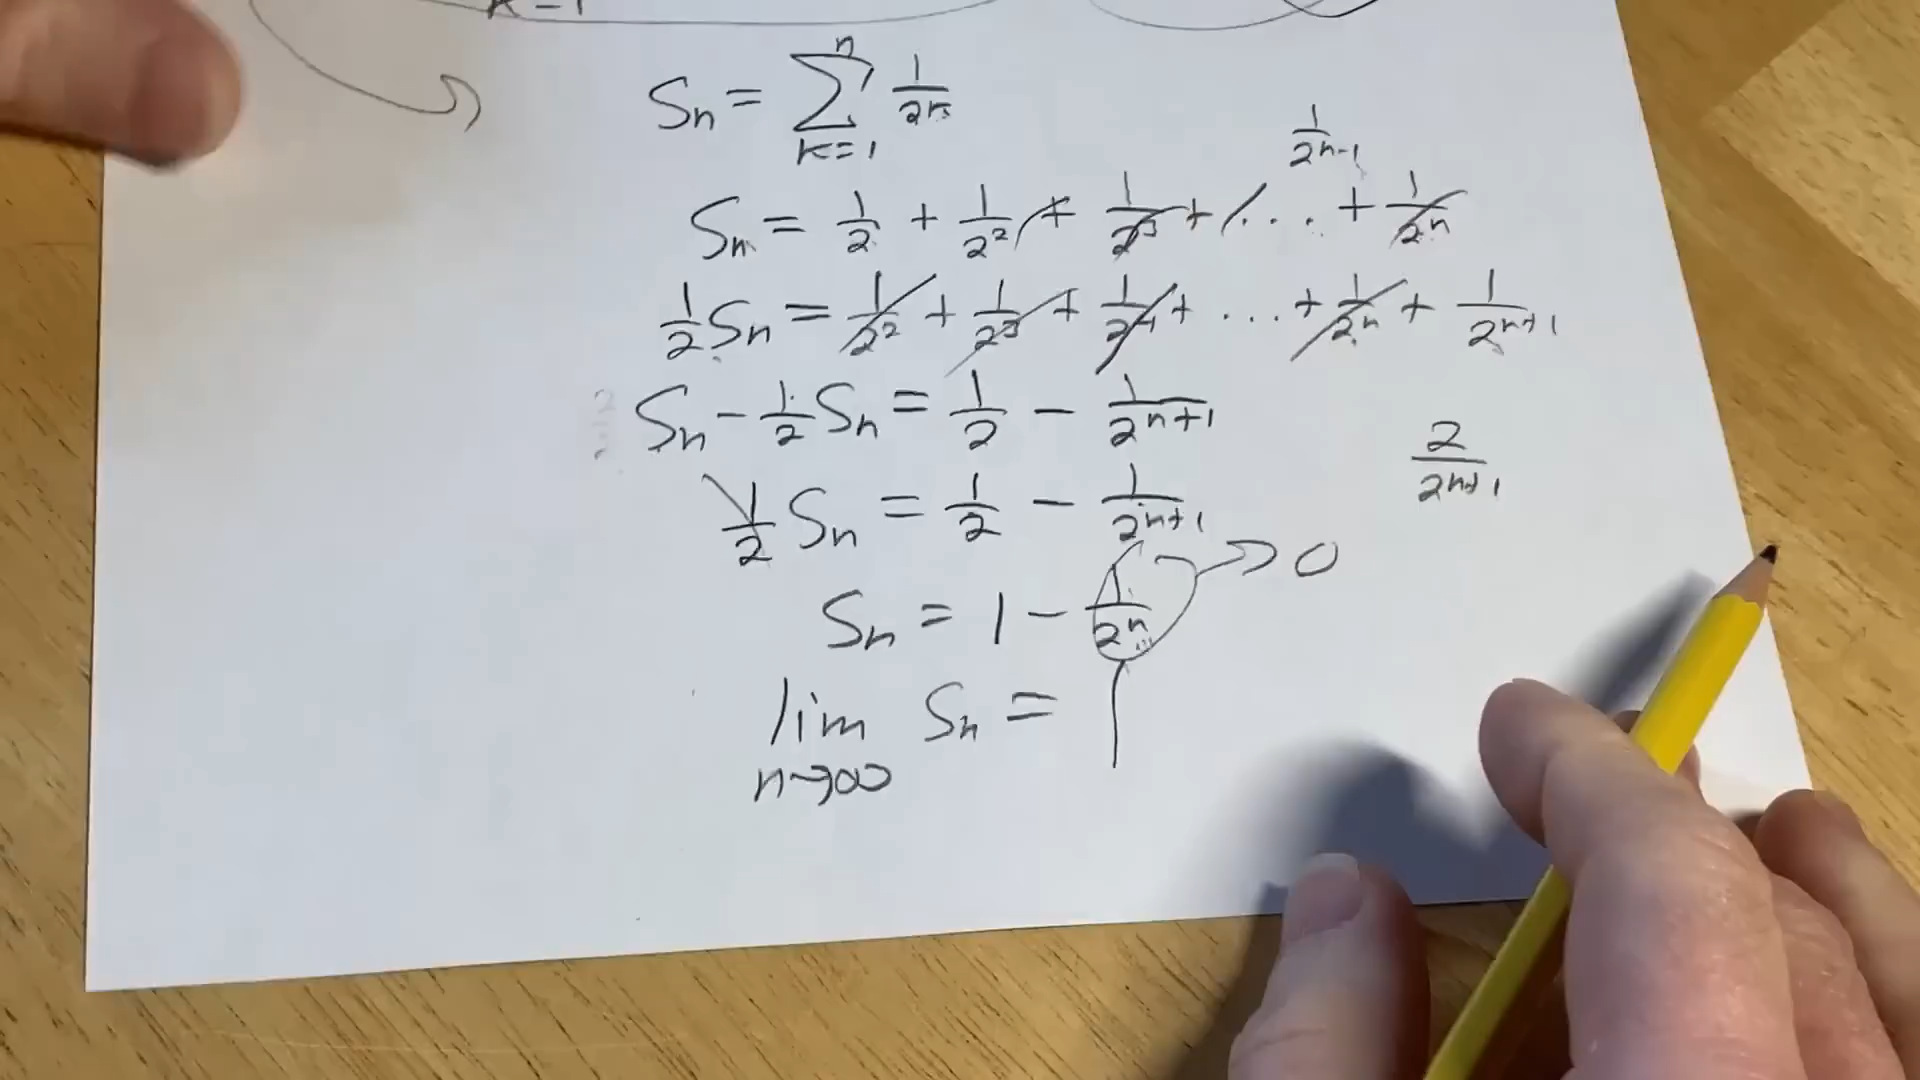 K=1
Sn = n∑k=1 1/2^k
1/2^(n-1)
Sn = 1/2 + 1/2^2 + 1/2^3 + ... + 1/2^n
1/2 Sn = 1/2^2 + 1/2^3 + 1/2^4 + ... + 1/2^n + 1/2^(n+1)
Sn - 1/2 Sn = 1/2 - 1/2^(n+1)
2/2^(n+1)
1/2 Sn = 1/2 - 1/2^(n+1)
→ 0
Sn = 1 - 1/2^n
lim n→∞ Sn = 1